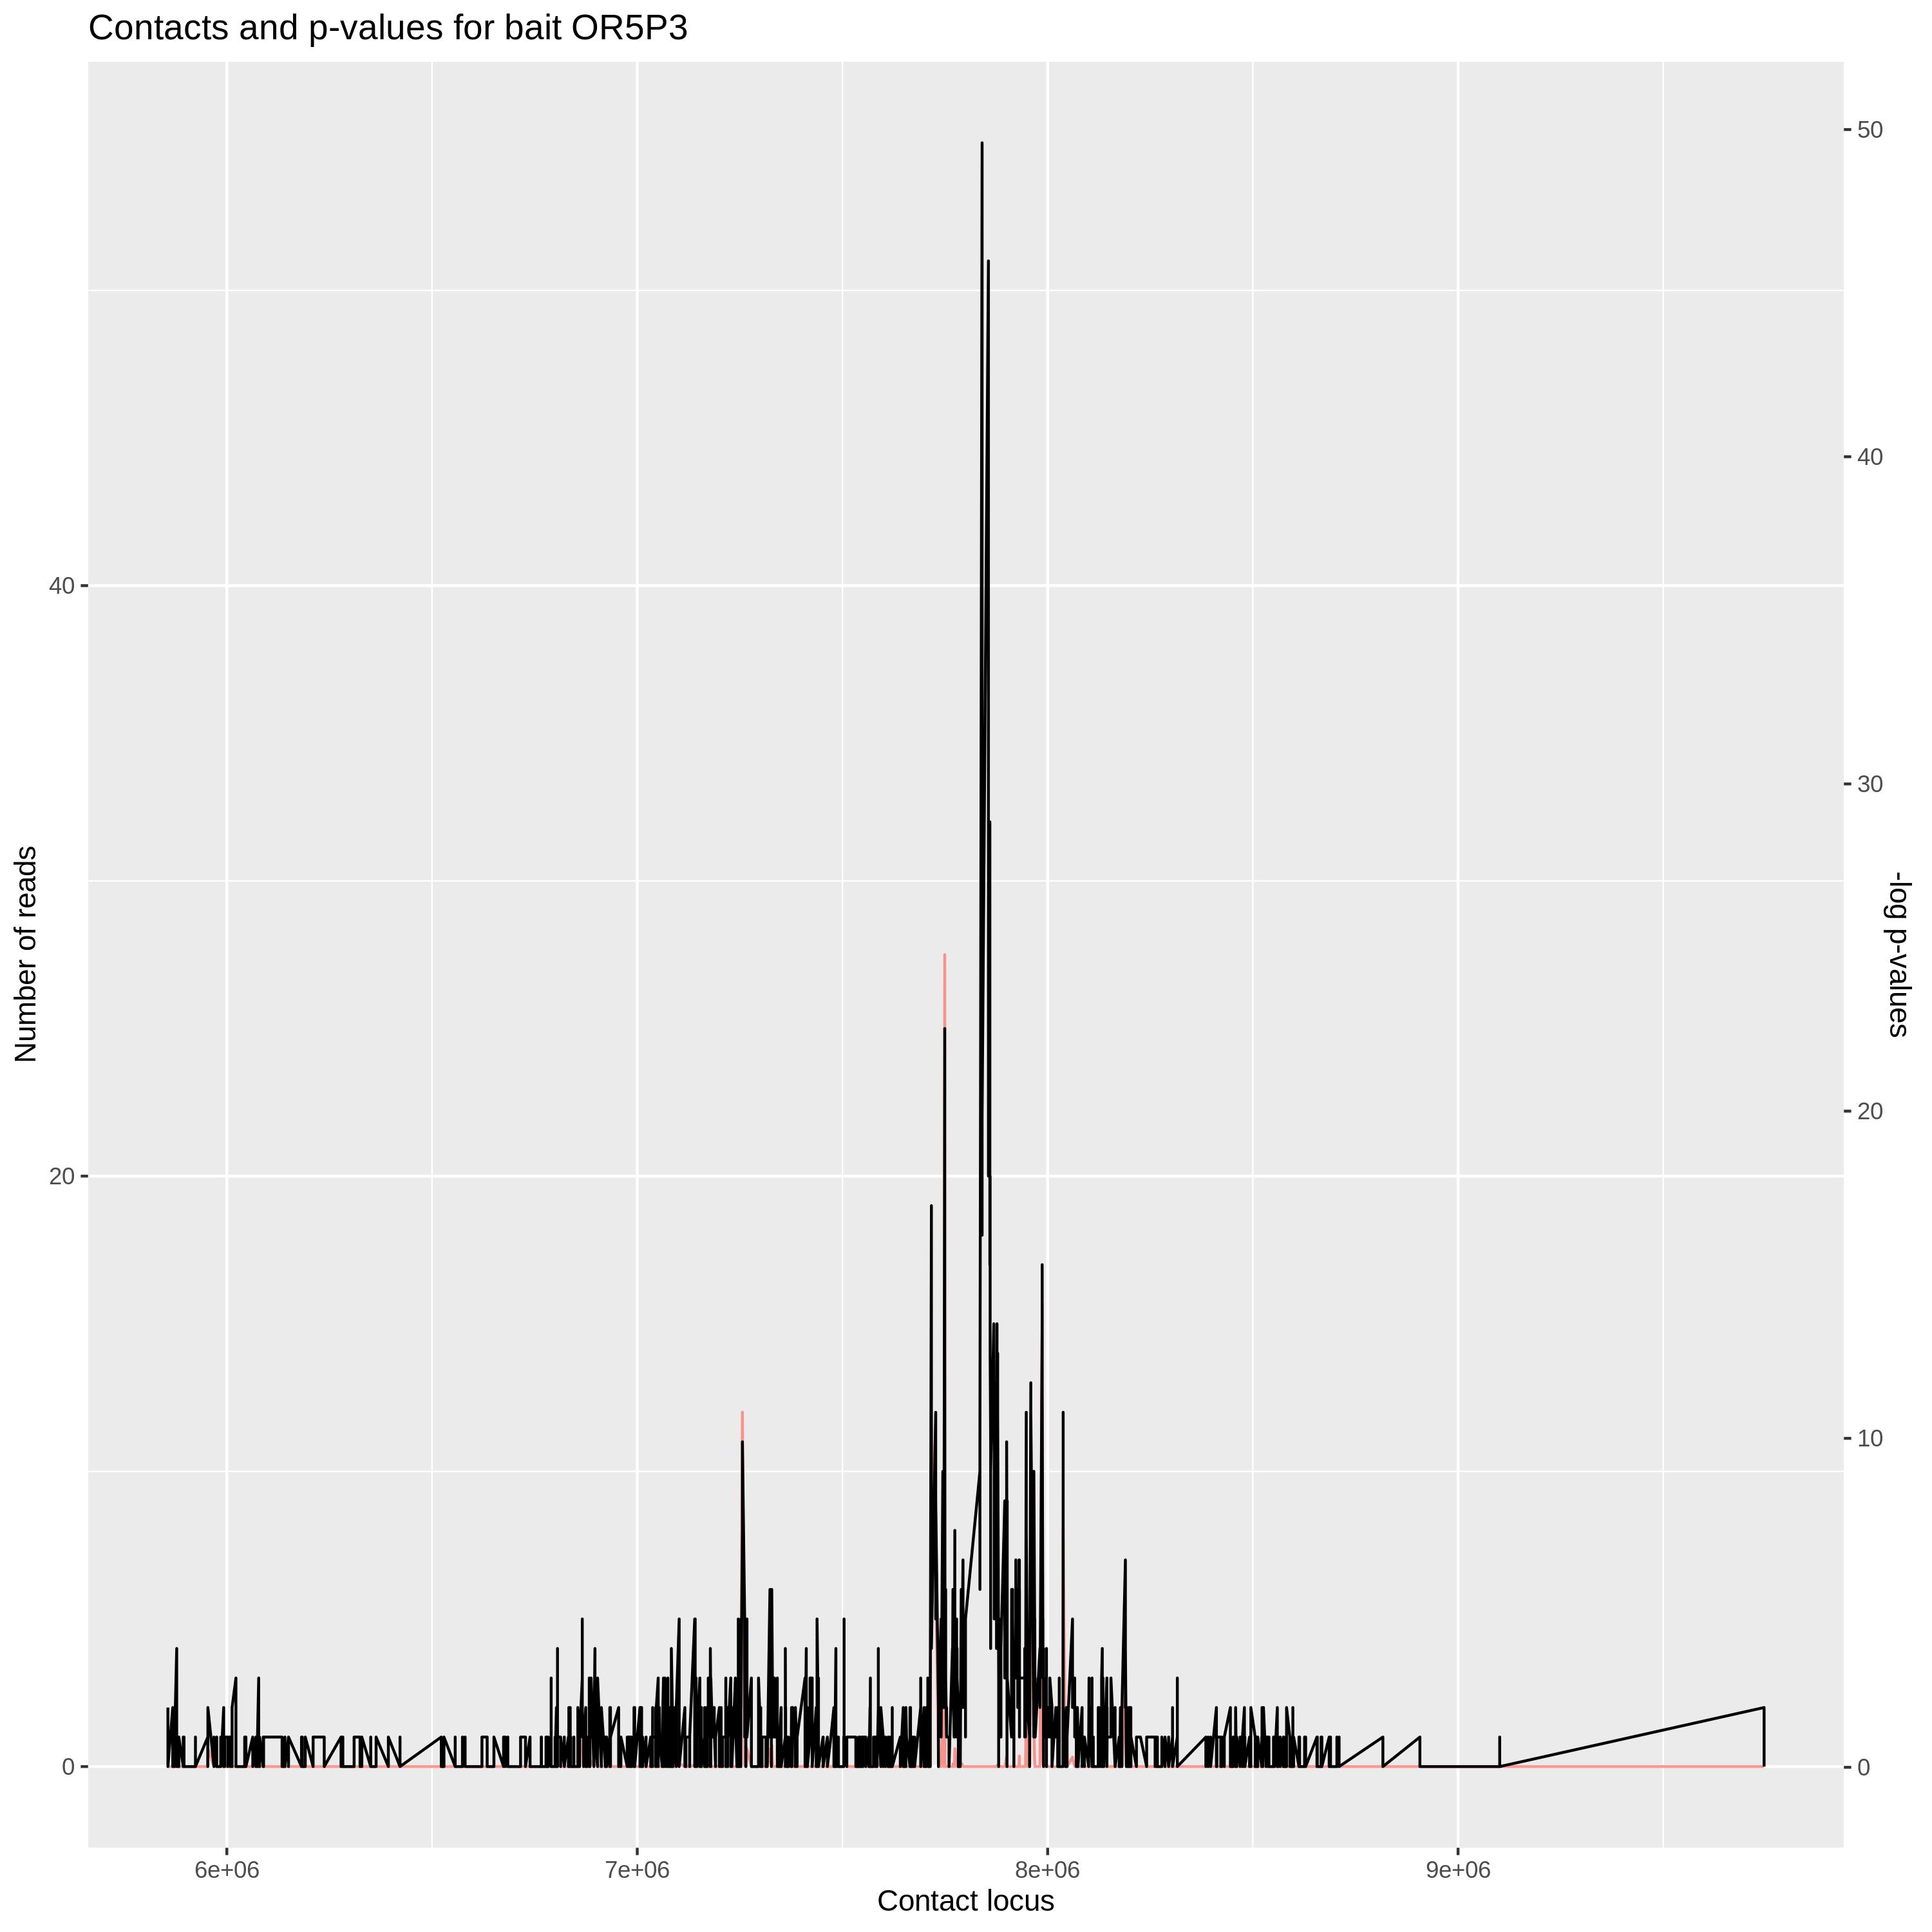 Contacts and p-values for bait OR5P3
Number of reads
40
20
0
50
40
30
20
10
0
-log p-values
6e+06 7e+06 8e+06 9e+06
Contact locus